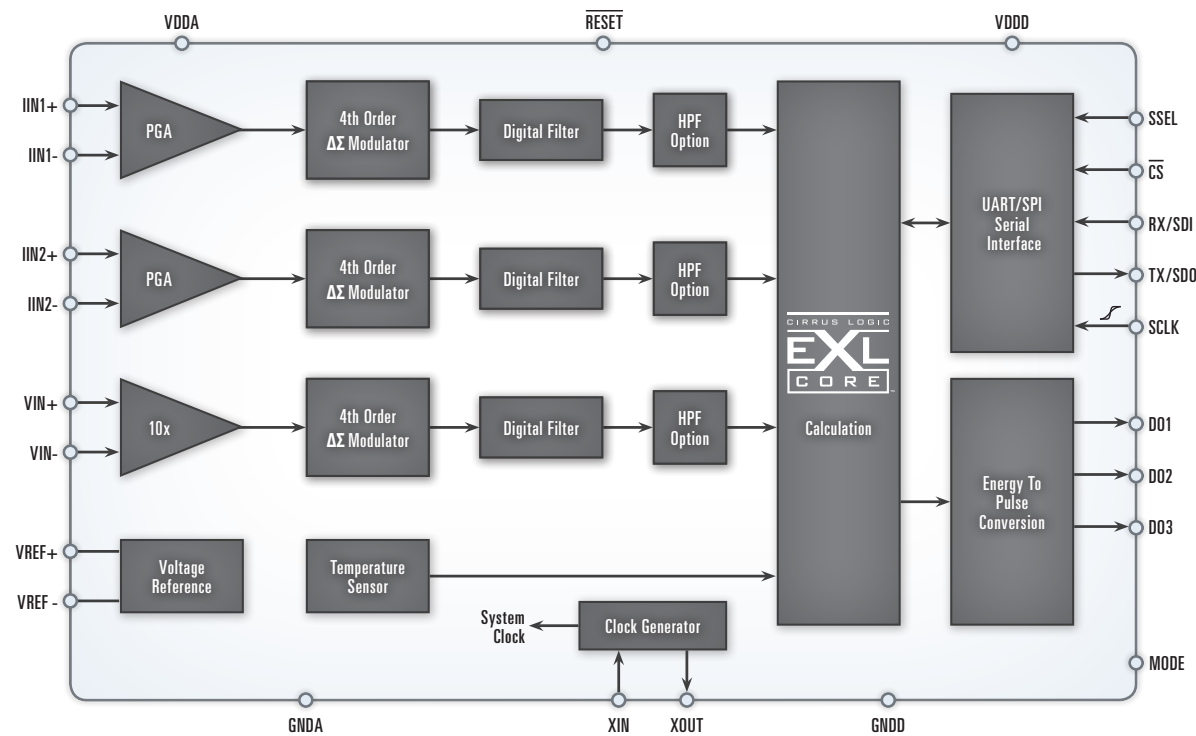 VDDA
RESET
VDDD
IIN1+
IIN1-
PGA
4th Order
ΔΣ Modulator
Digital Filter
HPF
Option
IIN2+
IIN2-
PGA
4th Order
ΔΣ Modulator
Digital Filter
HPF
Option
VIN+
VIN-
10x
4th Order
ΔΣ Modulator
Digital Filter
HPF
Option
VREF+
VREF -
Voltage
Reference
Temperature
Sensor
System
Clock
Clock Generator
CIRRUS LOGIC
EXL
CORE™
Calculation
UART/SPI
Serial
Interface
SSEL
CS
RX/SDI
TX/SDO
SCLK
Energy To
Pulse
Conversion
DO1
DO2
DO3
MODE
GNDA
XIN
XOUT
GNDD